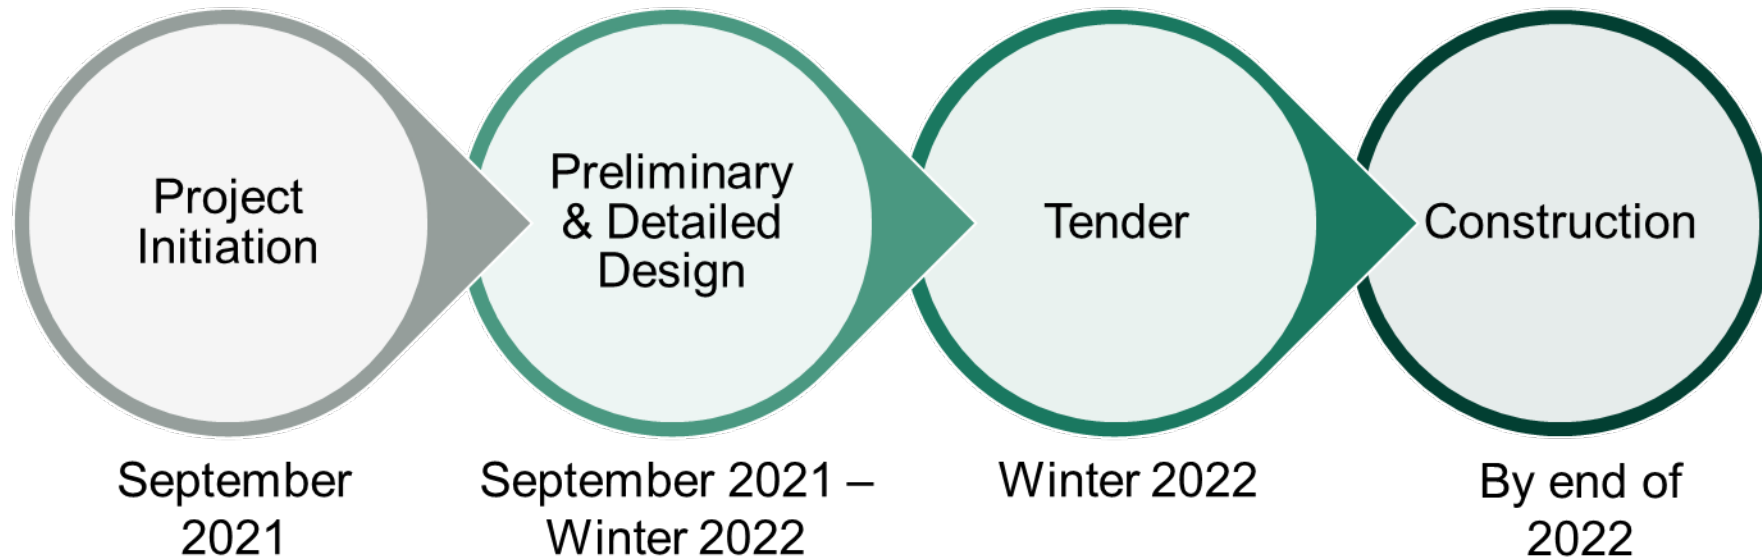 Project
Initiation
Preliminary
& Detailed
Design
Tender
Construction
September
2021
September 2021 –
Winter 2022
Winter 2022
By end of
2022